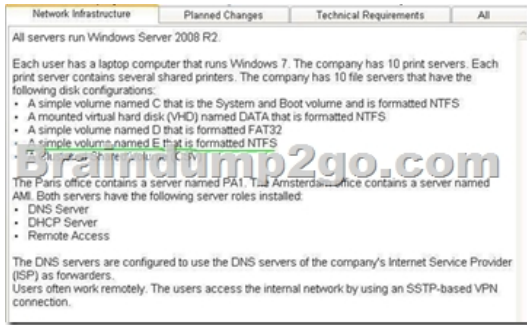 Network Infrastructure
Planned Changes
Technical Requirements
All
All servers run Windows Server 2008 R2.
Each user has a laptop computer that runs Windows 7. The company has 10 print servers. Each
print server contains several shared printers. The company has 10 file servers that have the
following disk configurations:
• A simple volume named C that is the System and Boot volume and is formatted NTFS
• A mounted virtual hard disk (VHD) named DATA that is formatted NTFS
• A simple volume named D that is formatted FAT32
• A simple volume named E that is formatted NTFS
Braindump2go.com
The Paris office contains a server named PA1. The Amsterdam office contains a server named
AMI. Both servers have the following server roles installed:
• DNS Server
• DHCP Server
• Remote Access
The DNS servers are configured to use the DNS servers of the company's Internet Service Provider
(ISP) as forwarders.
Users often work remotely. The users access the internal network by using an SSTP-based VPN
connection.